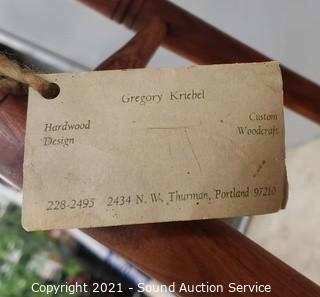 Gregory Kriebel
Hardwood
Design
Custom
Woodcraft
228-2495 2434 N. W. Thurman, Portland 97210
Copyright © 2021 - Sound Auction Service